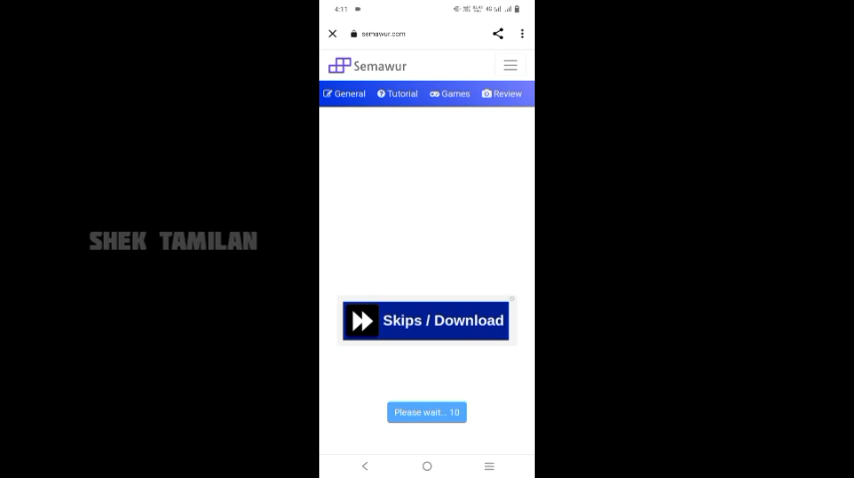 4:11
semawur.com
Semawur
General Tutorial Games Review
SHEK TAMILAN
Skips / Download
Please wait... 10